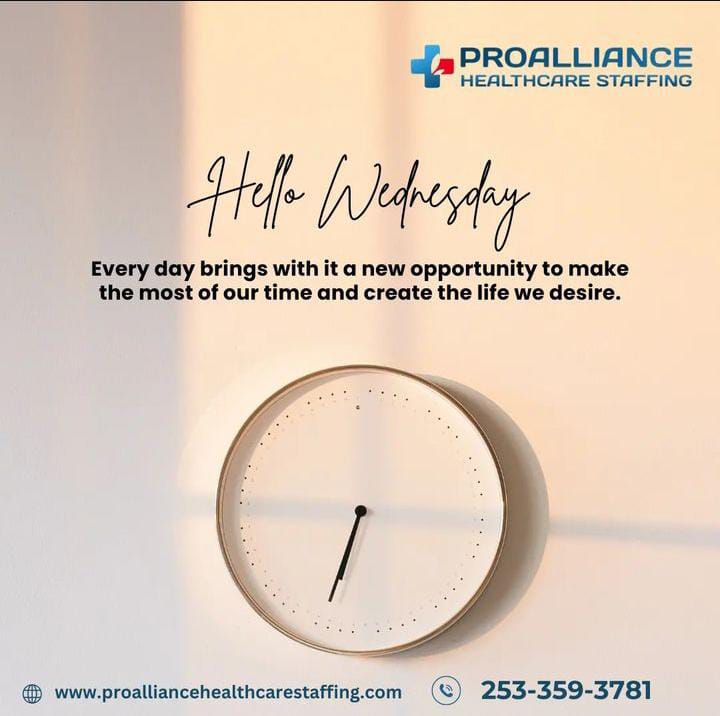 PROALLIANCE
HEALTHCARE STAFFING
Hello Wednesday
Every day brings with it a new opportunity to make
the most of our time and create the life we desire.
www.proalliancehealthcarestaffing.com
253-359-3781